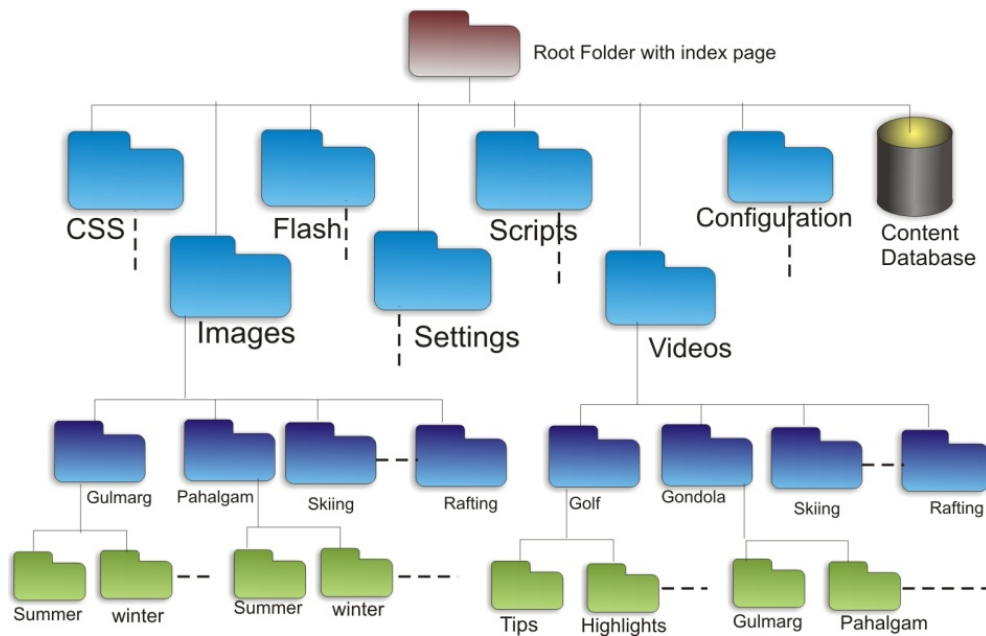 Root Folder with index page
CSS
Flash
Scripts
Configuration
Content
Database
Images
Settings
Videos
Gulmarg
Pahalgam
Skiing
Rafting
Golf
Gondola
Skiing
Rafting
Summer
winter
Summer
winter
Tips
Highlights
Gulmarg
Pahalgam